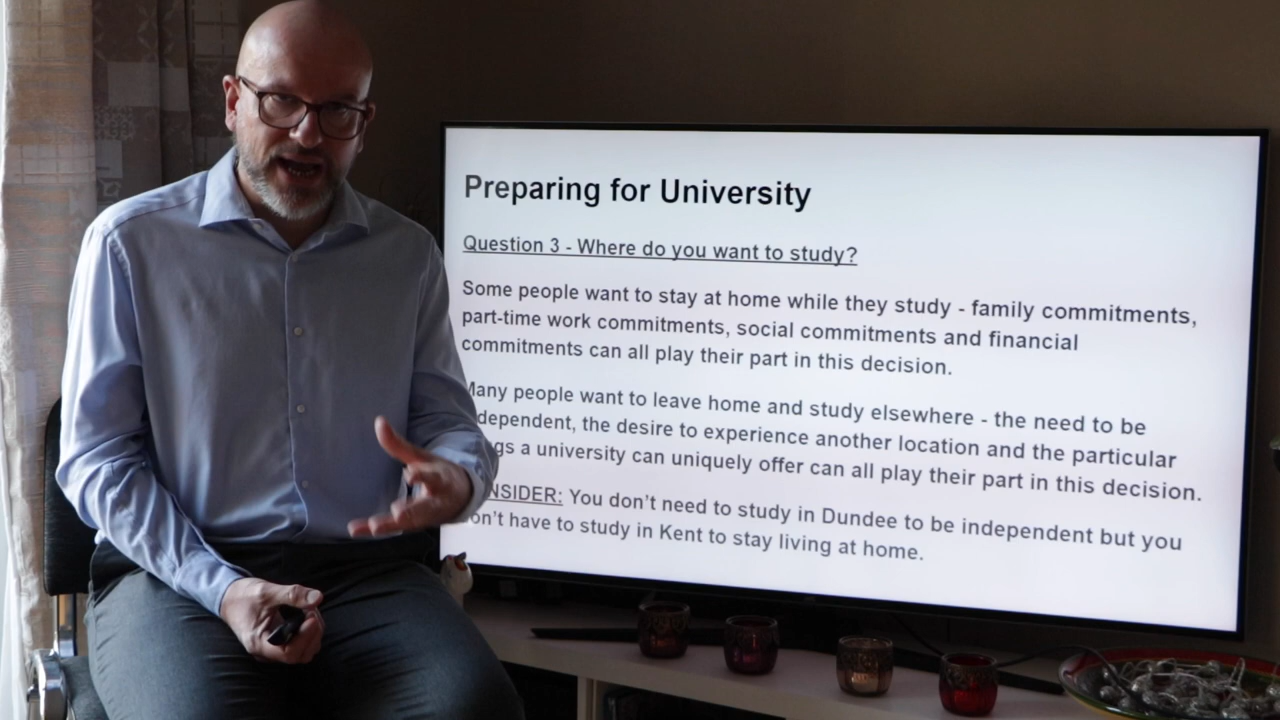 Preparing for University
Question 3 - Where do you want to study?
Some people want to stay at home while they study - family commitments,
part-time work commitments, social commitments and financial
commitments can all play their part in this decision.
Many people want to leave home and study elsewhere - the need to be
dependent, the desire to experience another location and the particular
gs a university can uniquely offer can all play their part in this decision.
NSIDER: You don’t need to study in Dundee to be independent but you
on’t have to study in Kent to stay living at home.